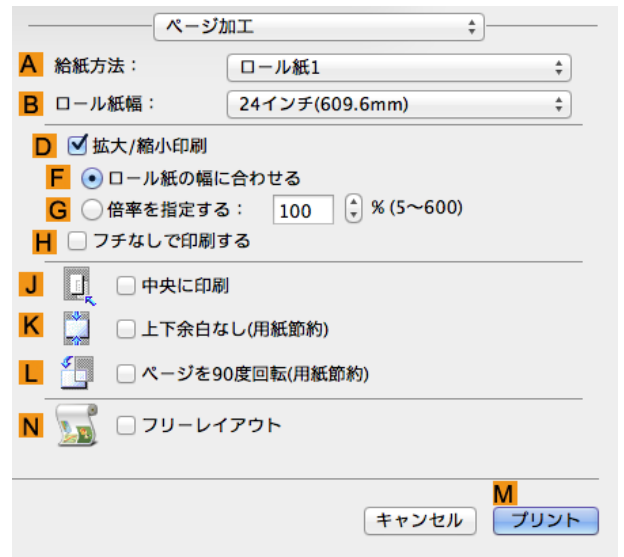 ページ加工
A 給紙方法： ロール紙1
B ロール紙幅： 24インチ(609.6mm)
D 拡大/縮小印刷
F ロール紙の幅に合わせる
G 倍率を指定する： 100 % (5～600)
H フチなしで印刷する
J 中央に印刷
K 上下余白なし(用紙節約)
L ページを90度回転(用紙節約)
N フリーレイアウト
M
キャンセル プリント